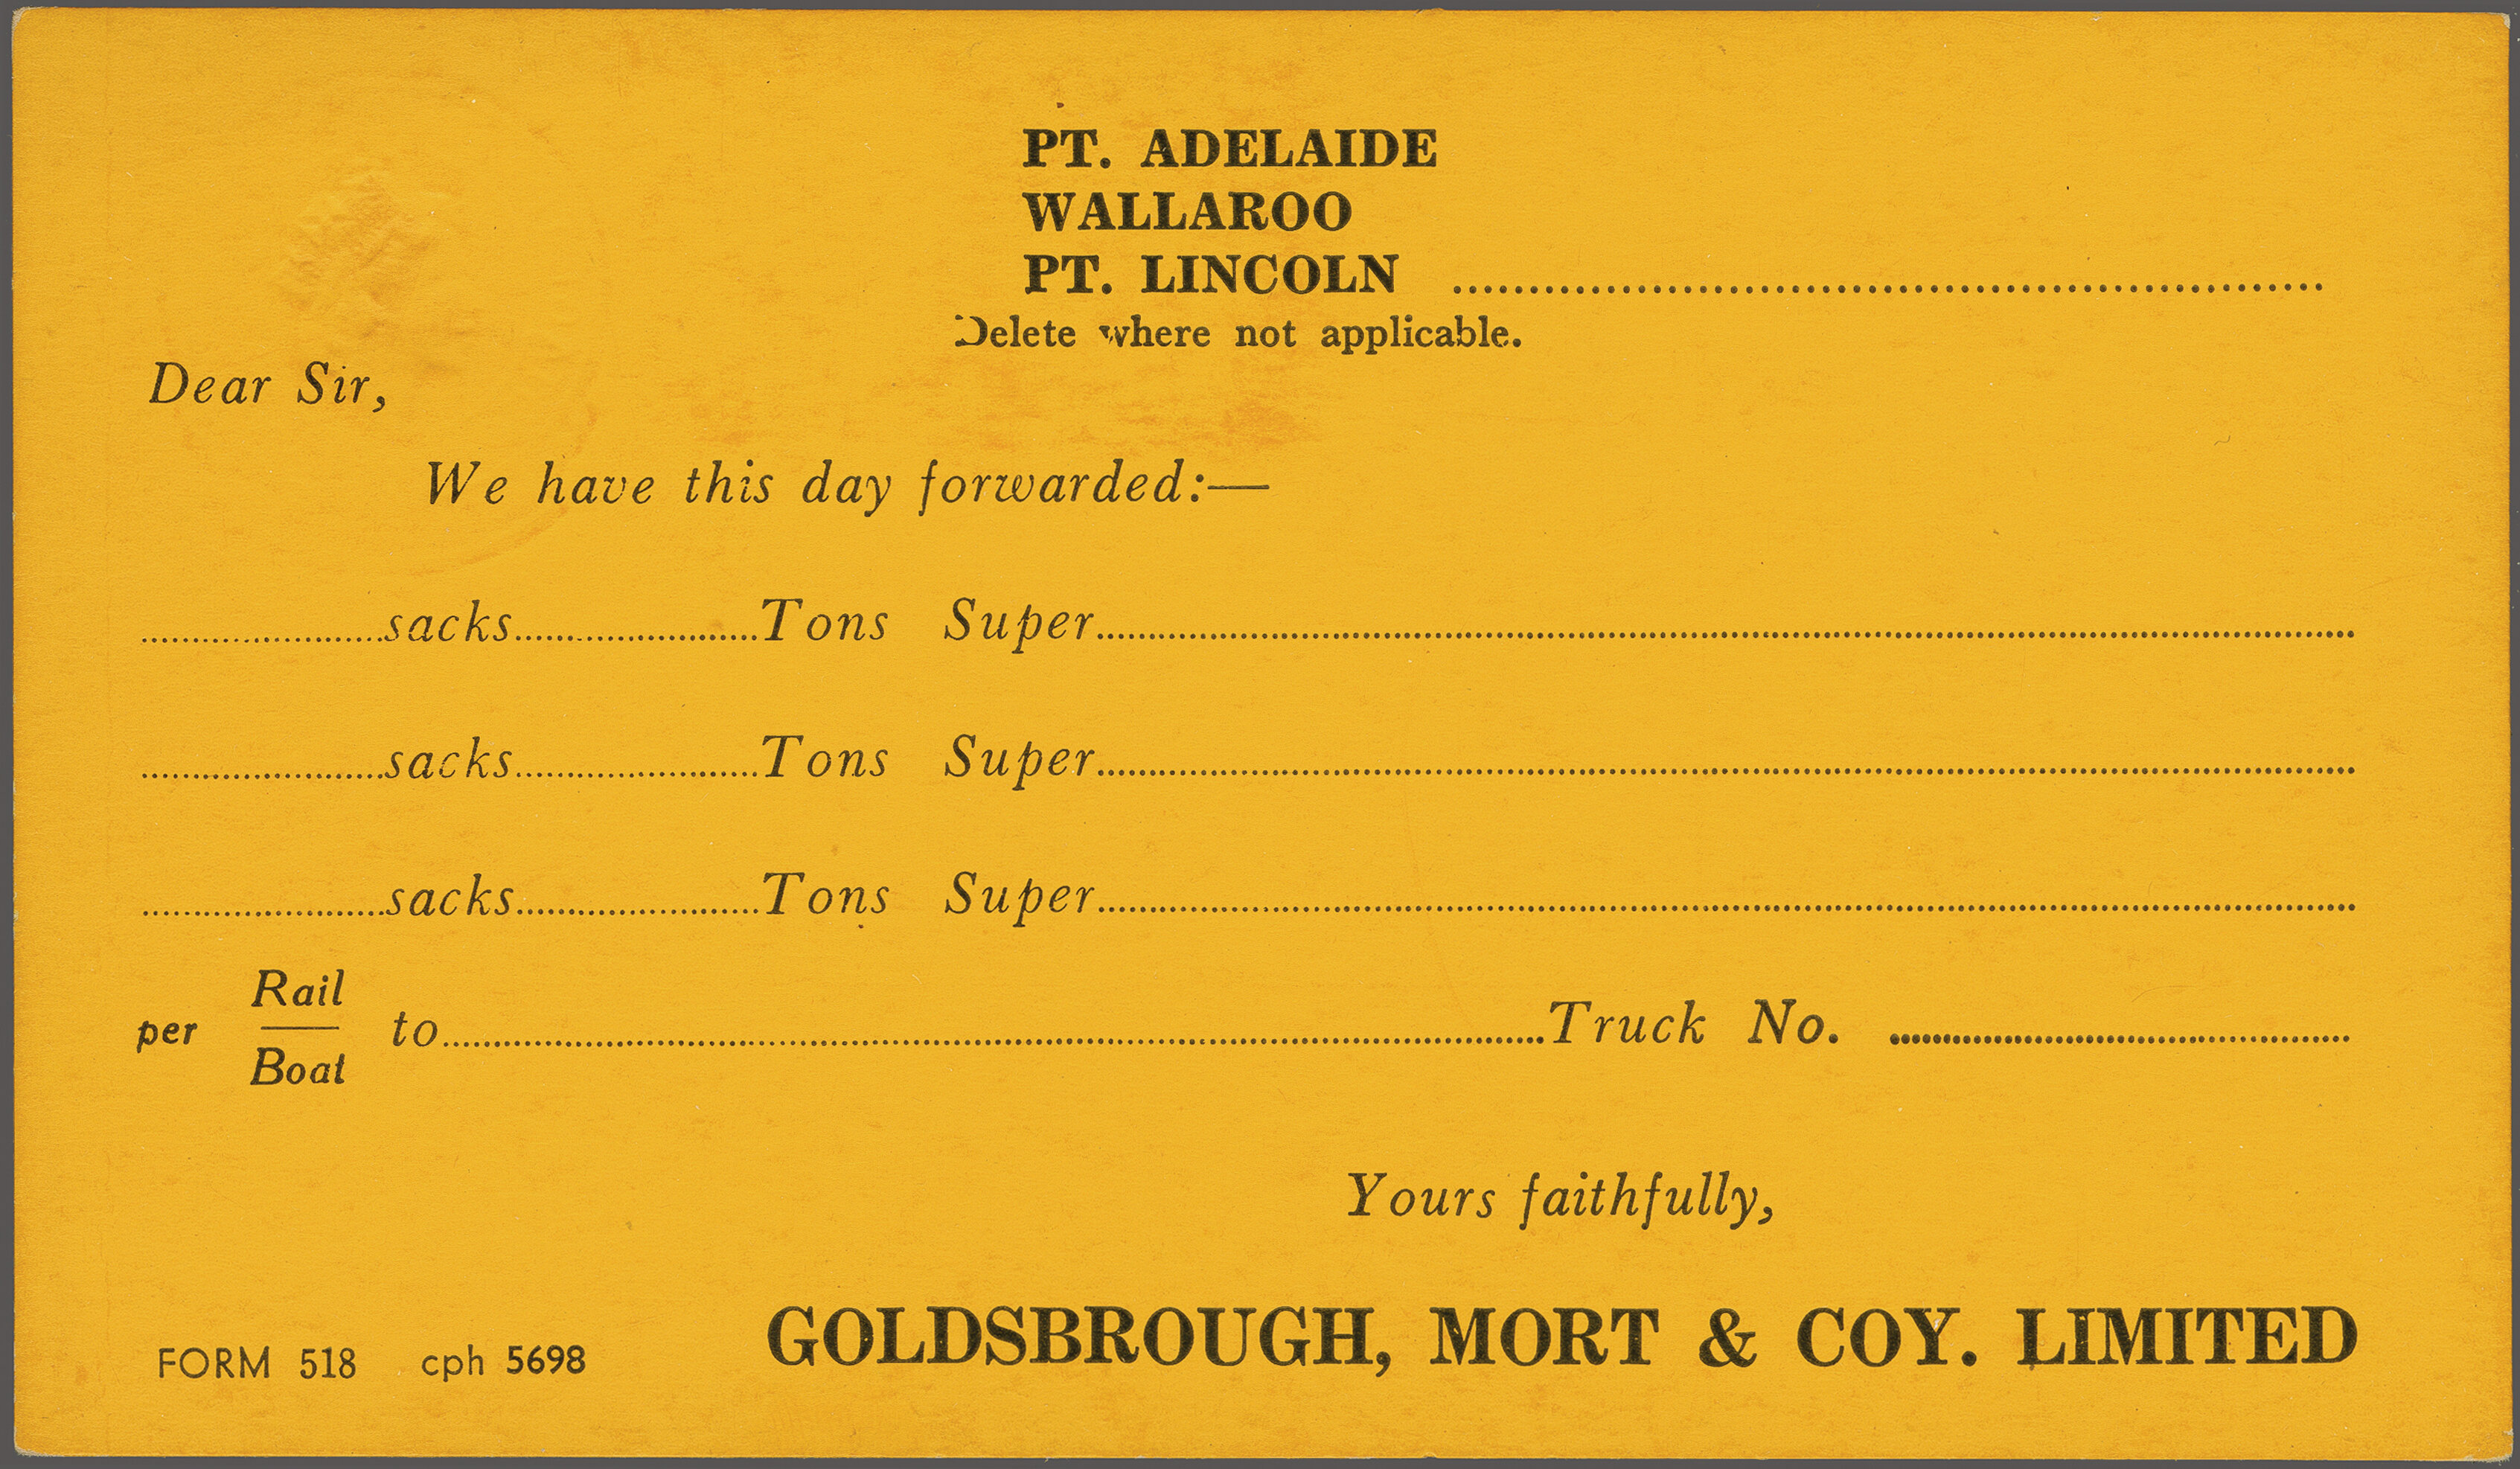 PT. ADELAIDE
WALLAROO
PT. LINCOLN ........................................
Delete where not applicable.
Dear Sir,
We have this day forwarded:—
....................sacks....................Tons Super........................................
....................sacks....................Tons Super........................................
....................sacks....................Tons Super........................................
per Rail
Boat to........................................Truck No. ....................
Yours faithfully,
GOLDSBROUGH, MORT & COY. LIMITED
FORM 518 cph 5698